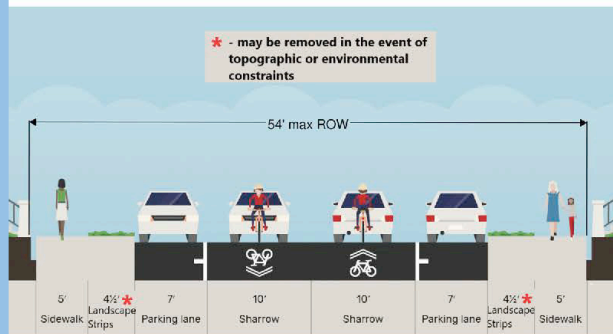 * - may be removed in the event of
topographic or environmental
constraints
54' max ROW
5' 4½' * 7' 10' 10' 7' 4½' * 5'
Sidewalk Landscape Strips Parking lane Sharrow Sharrow Parking lane Landscape Strips Sidewalk